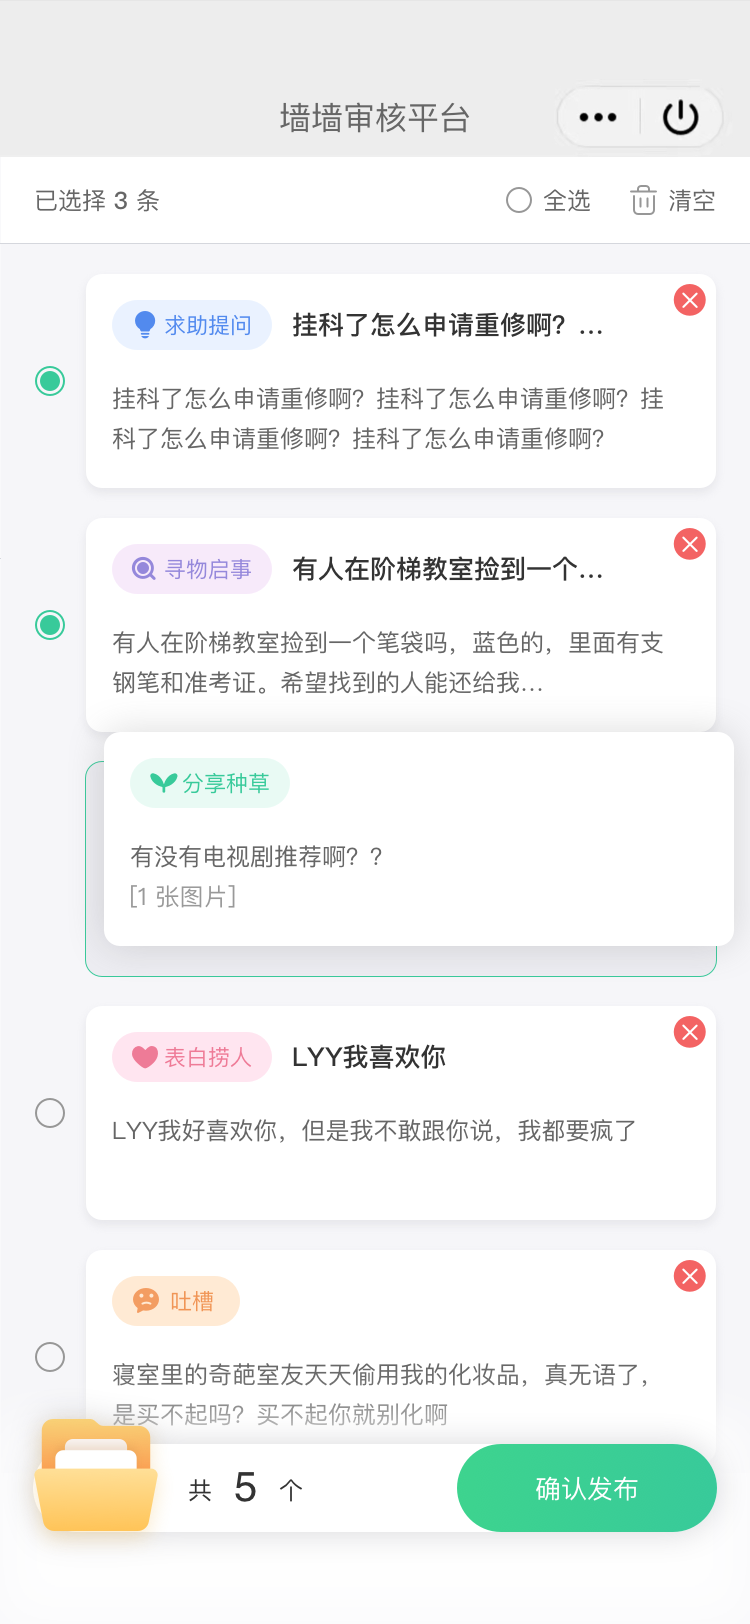 墙墙审核平台
已选择 3 条
全选
清空
求助提问
挂科了怎么申请重修啊？...
挂科了怎么申请重修啊？挂科了怎么申请重修啊？挂
科了怎么申请重修啊？挂科了怎么申请重修啊？
寻物启事
有人在阶梯教室捡到一个...
有人在阶梯教室捡到一个笔袋吗，蓝色的，里面有支
钢笔和准考证。希望找到的人能还给我...
分享种草
有没有电视剧推荐啊？？
[1 张图片]
表白捞人
LYY我喜欢你
LYY我好喜欢你，但是我不敢跟你说，我都要疯了
吐槽
寝室里的奇葩室友天天偷用我的化妆品，真无语了，
是买不起吗？买不起你就别化啊
共 5 个
确认发布